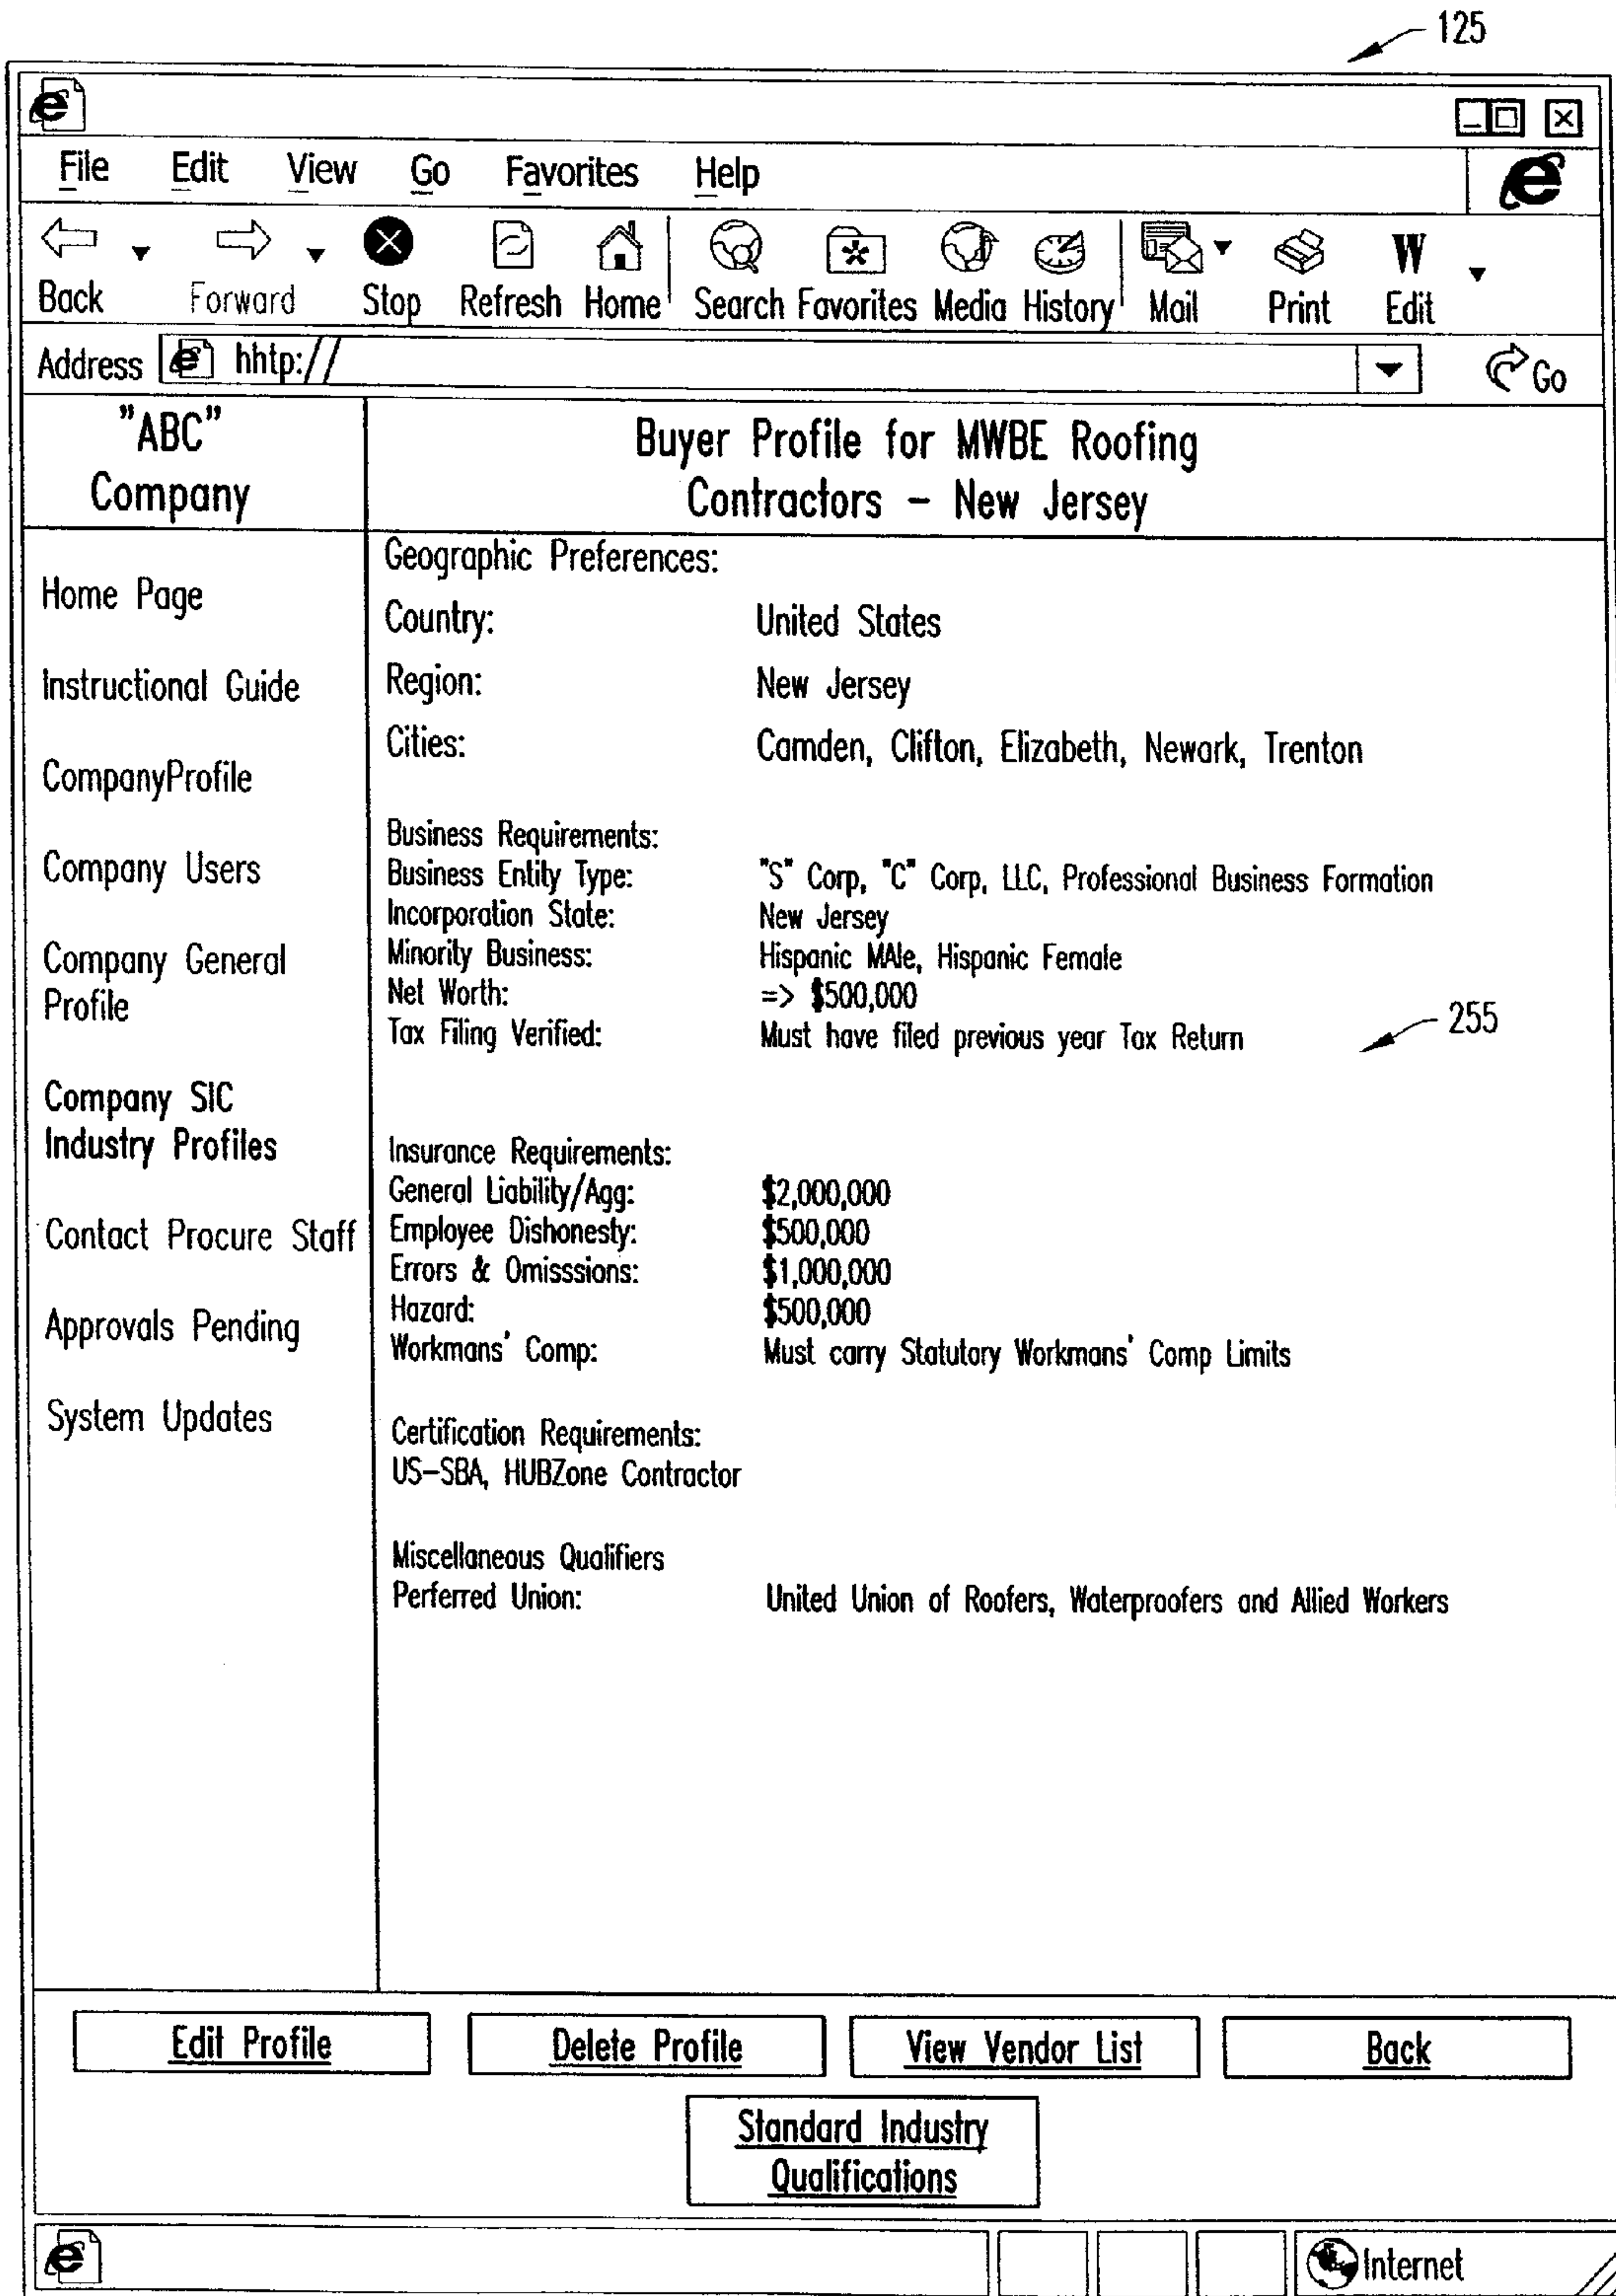 125
File Edit View Go Favorites Help
Back Forward Stop Refresh Home Search Favorites Media History Mail Print Edit
Address hhtp:// Go
"ABC"
Company
Buyer Profile for MWBE Roofing
Contractors – New Jersey
Home Page
Instructional Guide
CompanyProfile
Company Users
Company General
Profile
Company SIC
Industry Profiles
Contact Procure Staff
Approvals Pending
System Updates
Geographic Preferences:
Country: United States
Region: New Jersey
Cities: Camden, Clifton, Elizabeth, Newark, Trenton
Business Requirements:
Business Entity Type: "S" Corp, "C" Corp, LLC, Professional Business Formation
Incorporation State: New Jersey
Minority Business: Hispanic MAle, Hispanic Female
Net Worth: => $500,000
Tax Filing Verified: Must have filed previous year Tax Return
255
Insurance Requirements:
General Liability/Agg: $2,000,000
Employee Dishonesty: $500,000
Errors & Omisssions: $1,000,000
Hazard: $500,000
Workmans' Comp: Must carry Statutory Workmans' Comp Limits
Certification Requirements:
US–SBA, HUBZone Contractor
Miscellaneous Qualifiers
Perferred Union: United Union of Roofers, Waterproofers and Allied Workers
Edit Profile Delete Profile View Vendor List Back
Standard Industry
Qualifications
Internet